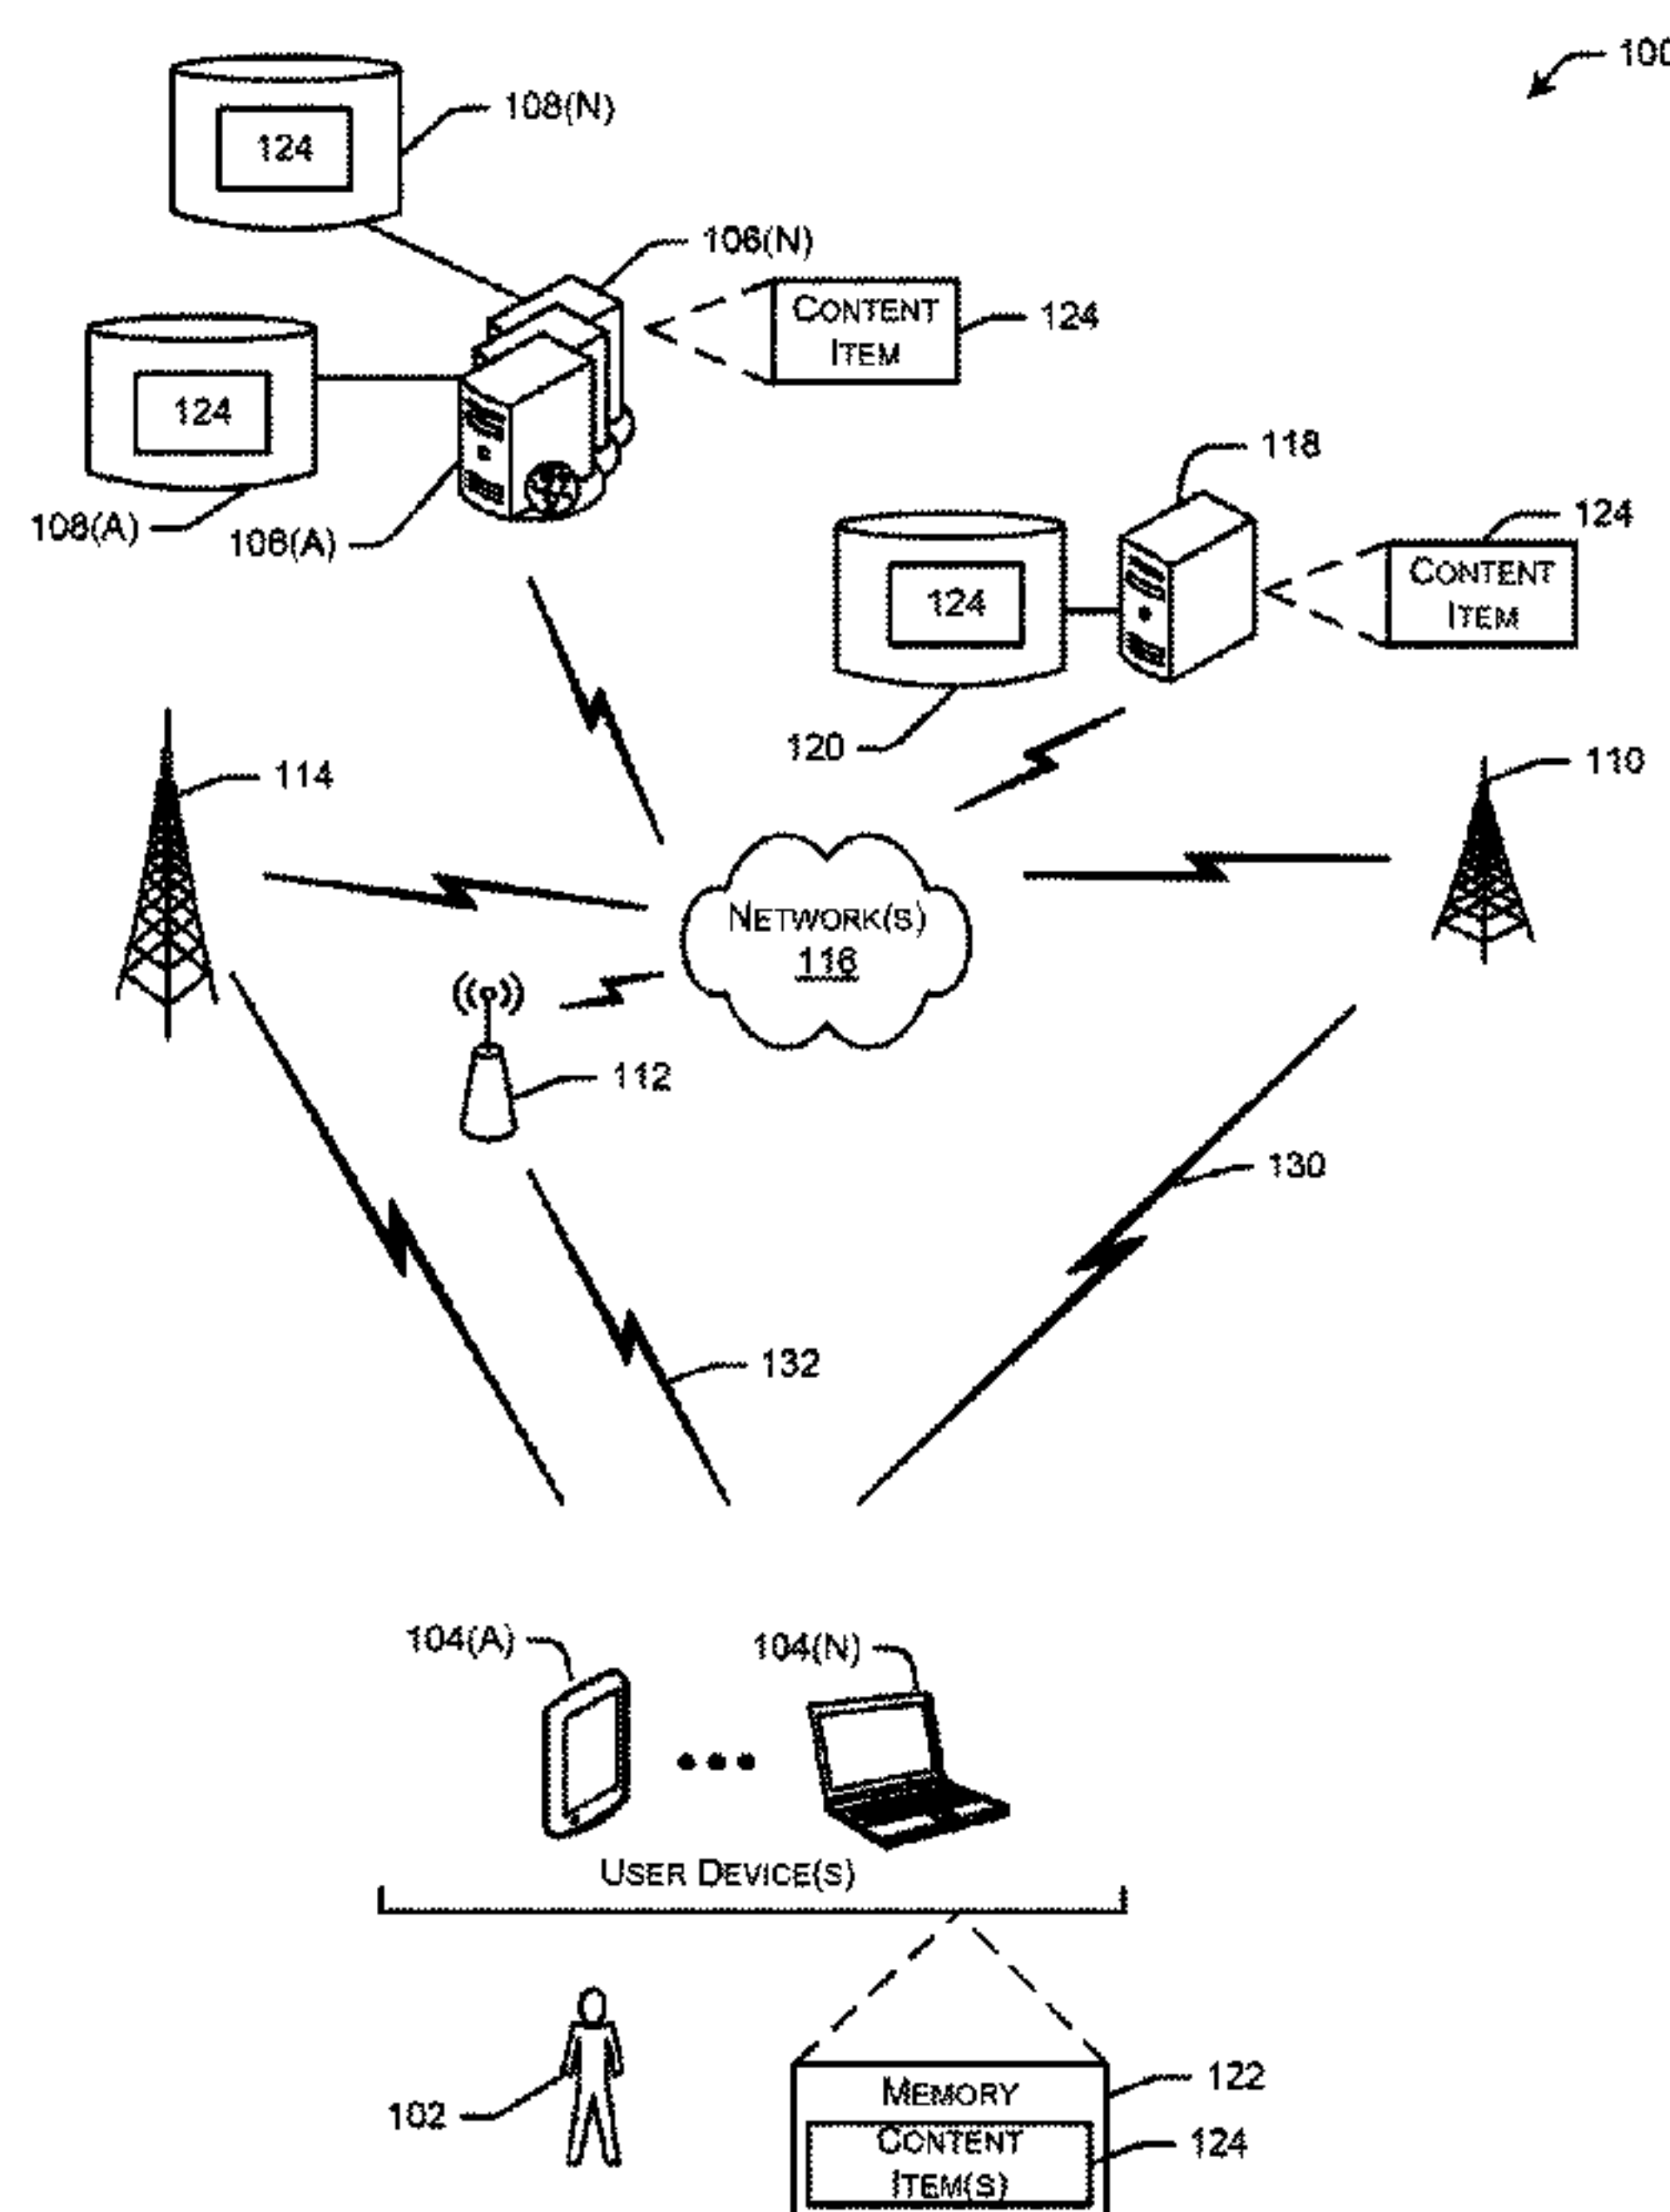 100
108(N)
124
106(N)
CONTENT
ITEM
124
124
108(A)
106(A)
118
124
CONTENT
ITEM
124
120
114
110
NETWORK(S)
116
112
130
132
104(A)
104(N)
USER DEVICE(S)
102
MEMORY
122
CONTENT
ITEM(S)
124